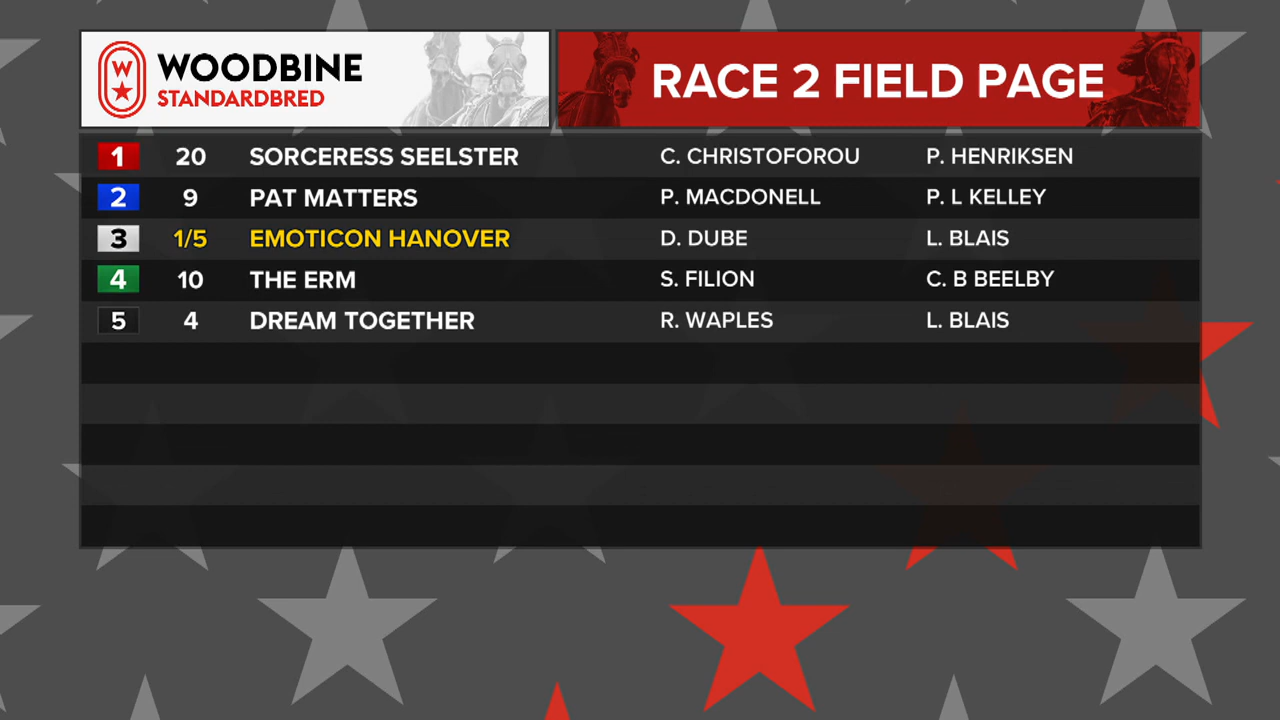 W
WOODBINE
STANDARDBRED
RACE 2 FIELD PAGE
1 20 SORCERESS SEELSTER C. CHRISTOFOROU P. HENRIKSEN
2 9 PAT MATTERS P. MACDONELL P. L KELLEY
3 1/5 EMOTICON HANOVER D. DUBE L. BLAIS
4 10 THE ERM S. FILION C. B BEELBY
5 4 DREAM TOGETHER R. WAPLES L. BLAIS